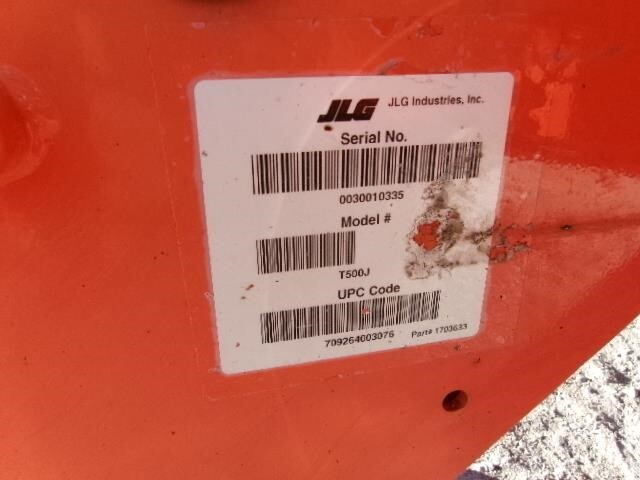 JLG JLG Industries, Inc.
Serial No.
0030010335
Model #
T500J
UPC Code
709264003076 Part# 1703633